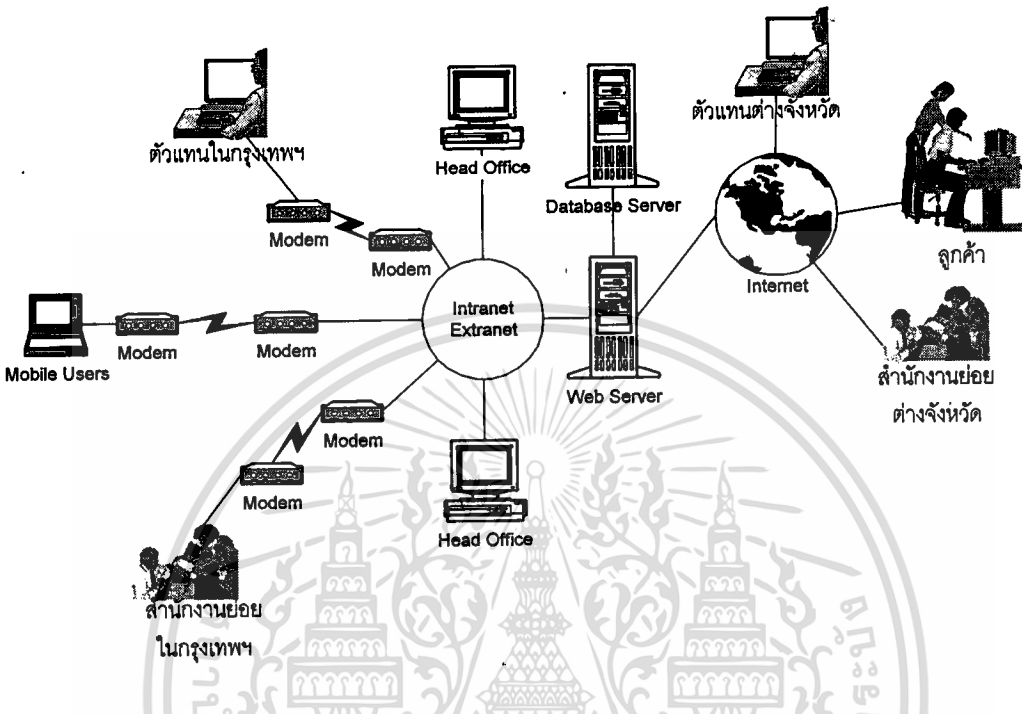 ตัวแทนในกรุงเทพฯ
Head Office
Database Server
ตัวแทนต่างจังหวัด
Modem
Modem
ลูกค้า
Internet
Intranet
Extranet
Modem
Modem
Mobile Users
Web Server
สำนักงานย่อย
ต่างจังหวัด
Modem
Modem
Head Office
สำนักงานย่อย
ในกรุงเทพฯ